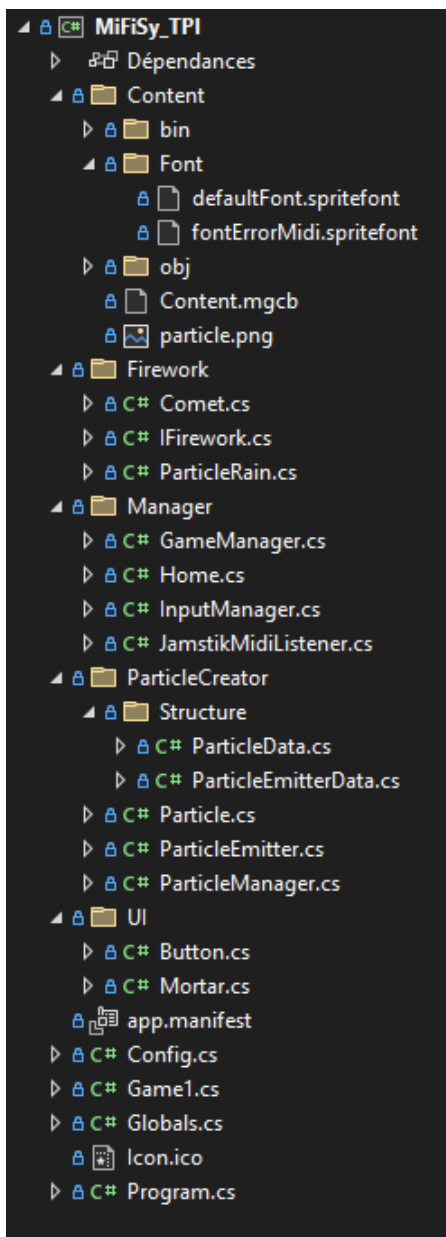 C# MiFiSy_TPI
Dépendances
Content
bin
Font
defaultFont.spritefont
fontErrorMidi.spritefont
obj
Content.mgcb
particle.png
Firework
C# Comet.cs
C# IFirework.cs
C# ParticleRain.cs
Manager
C# GameManager.cs
C# Home.cs
C# InputManager.cs
C# JamstikMidiListener.cs
ParticleCreator
Structure
C# ParticleData.cs
C# ParticleEmitterData.cs
C# Particle.cs
C# ParticleEmitter.cs
C# ParticleManager.cs
UI
C# Button.cs
C# Mortar.cs
app.manifest
C# Config.cs
C# Game1.cs
C# Globals.cs
Icon.ico
C# Program.cs